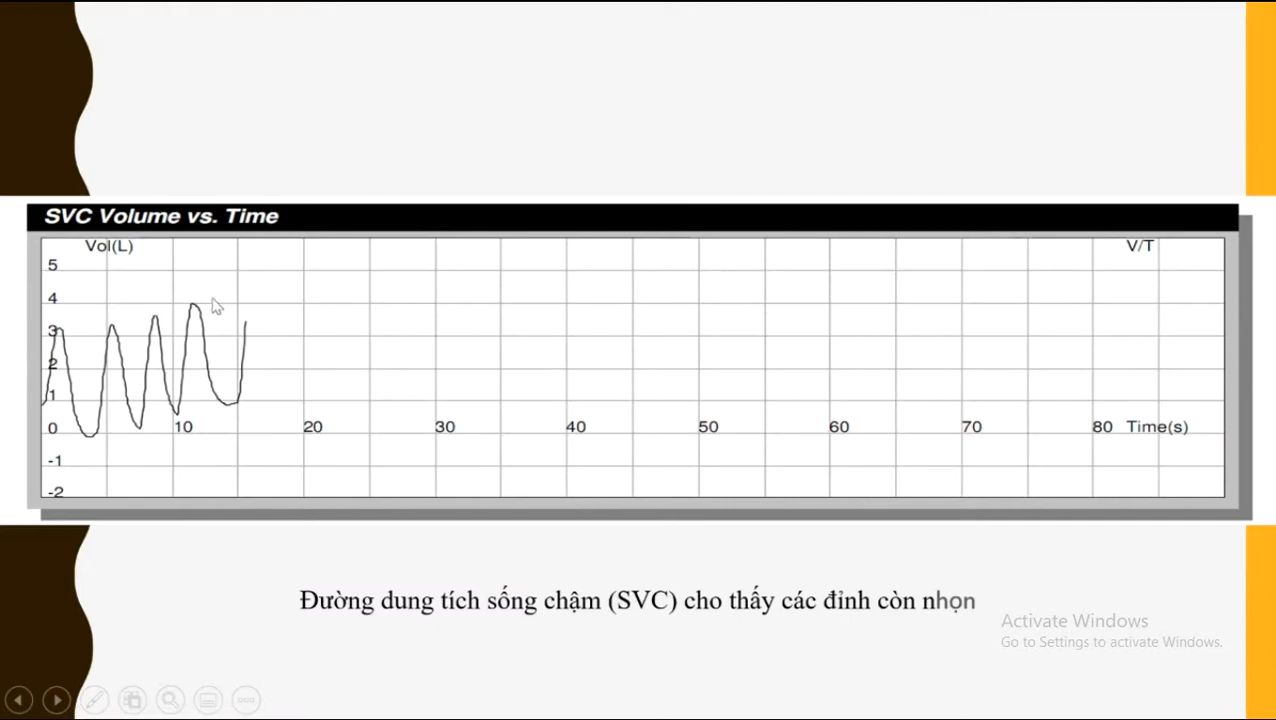 SVC Volume vs. Time
Vol(L)
V/T
5
4
3
2
1
0
10
20
30
40
50
60
70
80
Time(s)
-1
-2
Đường dung tích sống chậm (SVC) cho thấy các đỉnh còn nhọn
Activate Windows
Go to Settings to activate Windows.